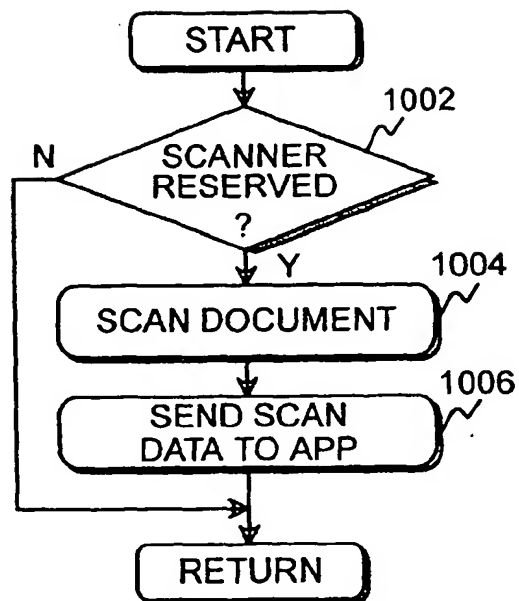 START
1002
N
SCANNER
RESERVED
?
Y
1004
SCAN DOCUMENT
1006
SEND SCAN
DATA TO APP
RETURN